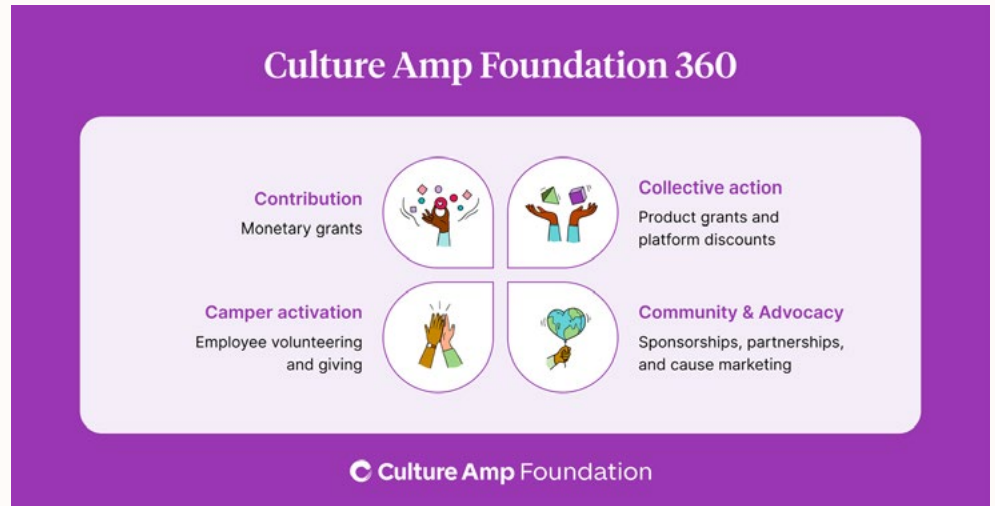 Culture Amp Foundation 360
Contribution
Monetary grants
Collective action
Product grants and
platform discounts
Camper activation
Employee volunteering
and giving
Community & Advocacy
Sponsorships, partnerships,
and cause marketing
Culture Amp Foundation